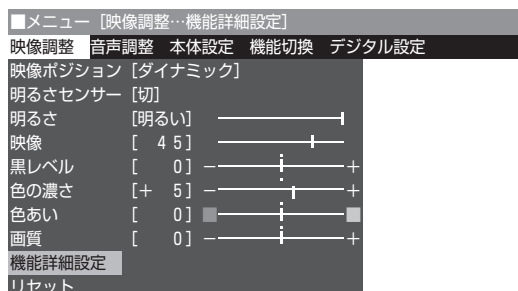 ■メニュー [映像調整…機能詳細設定]
映像調整 音声調整 本体設定 機能切換 デジタル設定
映像ポジション [ダイナミック]
明るさセンサー [切]
明るさ [明るい]
映像 [ 45]
黒レベル [ 0] − +
色の濃さ [+ 5] − +
色あい [ 0]
画質 [ 0] − +
機能詳細設定
リセット